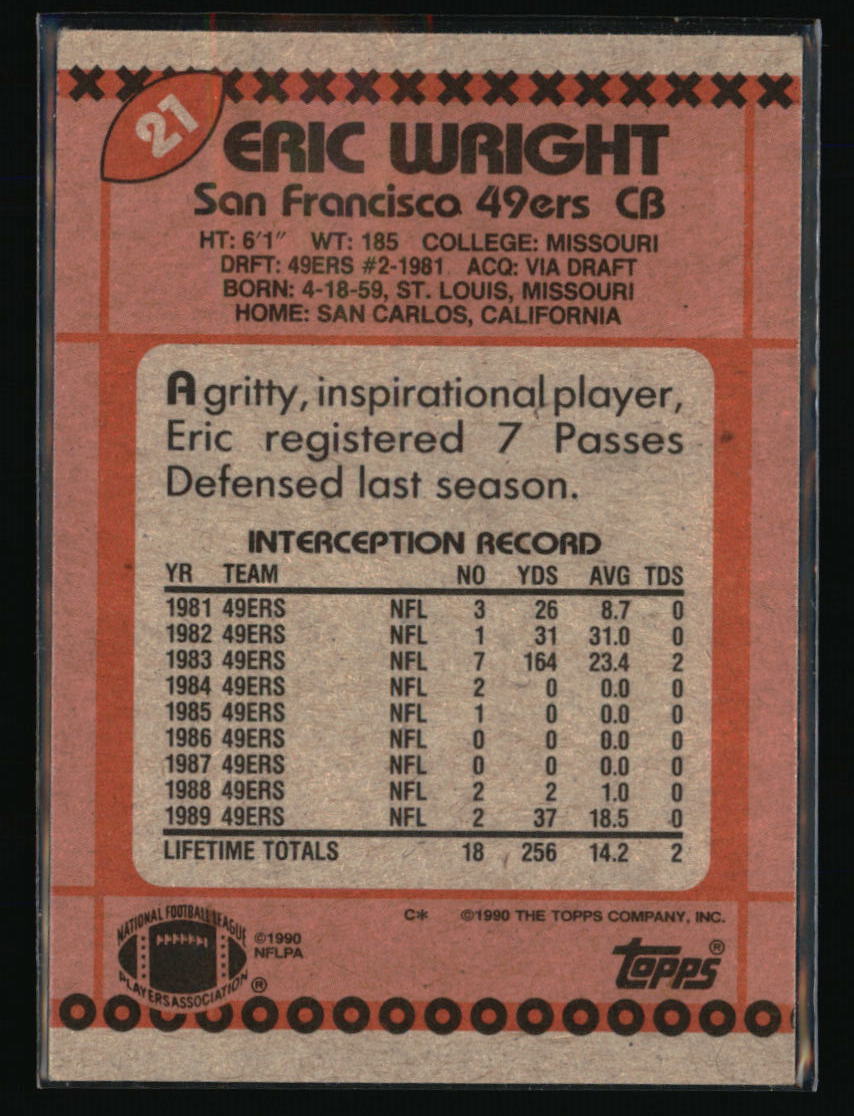 21
ERIC WRIGHT
San Francisco 49ers CB
HT: 6'1" WT: 185 COLLEGE: MISSOURI
DRFT: 49ERS #2-1981 ACQ: VIA DRAFT
BORN: 4-18-59, ST. LOUIS, MISSOURI
HOME: SAN CARLOS, CALIFORNIA
A gritty, inspirational player,
Eric registered 7 Passes
Defensed last season.
INTERCEPTION RECORD
YR TEAM NO YDS AVG TDS
1981 49ERS NFL 3 26 8.7 0
1982 49ERS NFL 1 31 31.0 0
1983 49ERS NFL 7 164 23.4 2
1984 49ERS NFL 2 0 0.0 0
1985 49ERS NFL 1 0 0.0 0
1986 49ERS NFL 0 0 0.0 0
1987 49ERS NFL 0 0 0.0 0
1988 49ERS NFL 2 2 1.0 0
1989 49ERS NFL 2 37 18.5 0
LIFETIME TOTALS 18 256 14.2 2
C* ©1990 THE TOPPS COMPANY, INC.
NATIONAL FOOTBALL LEAGUE
PLAYERS ASSOCIATION ®
©1990
NFLPA
topps®